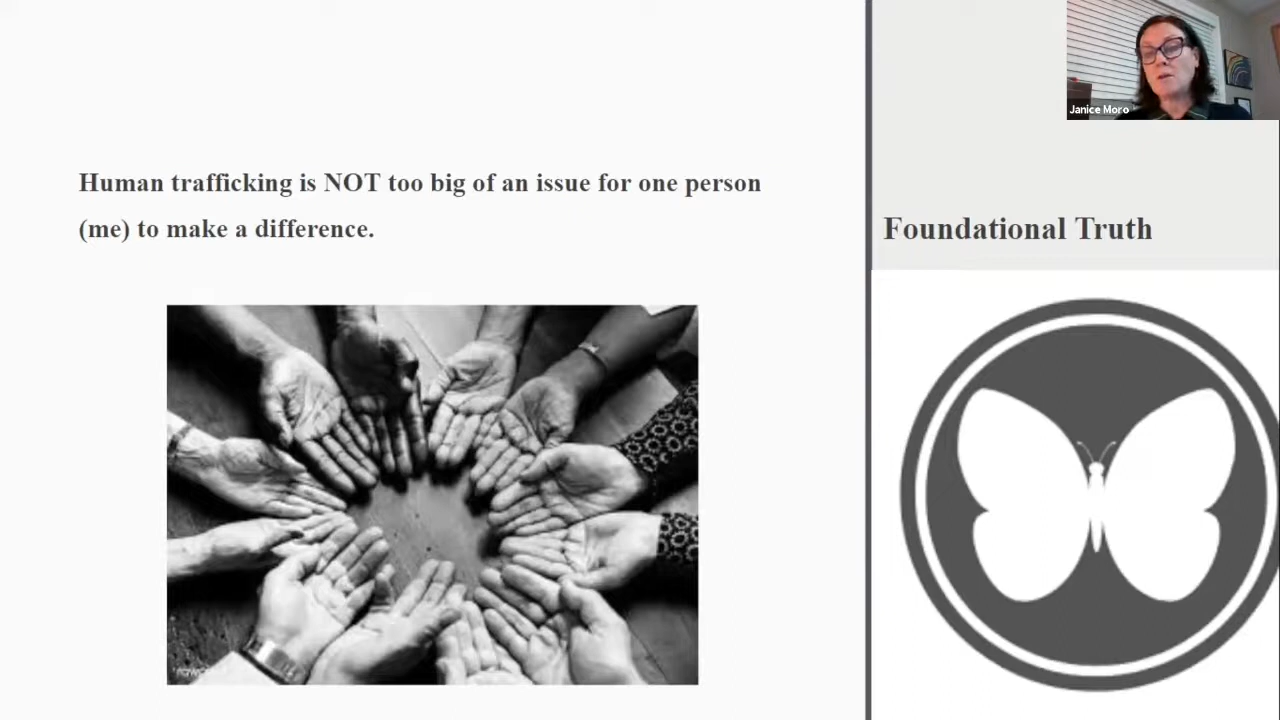 Janice Moro
Human trafficking is NOT too big of an issue for one person
(me) to make a difference.
Foundational Truth